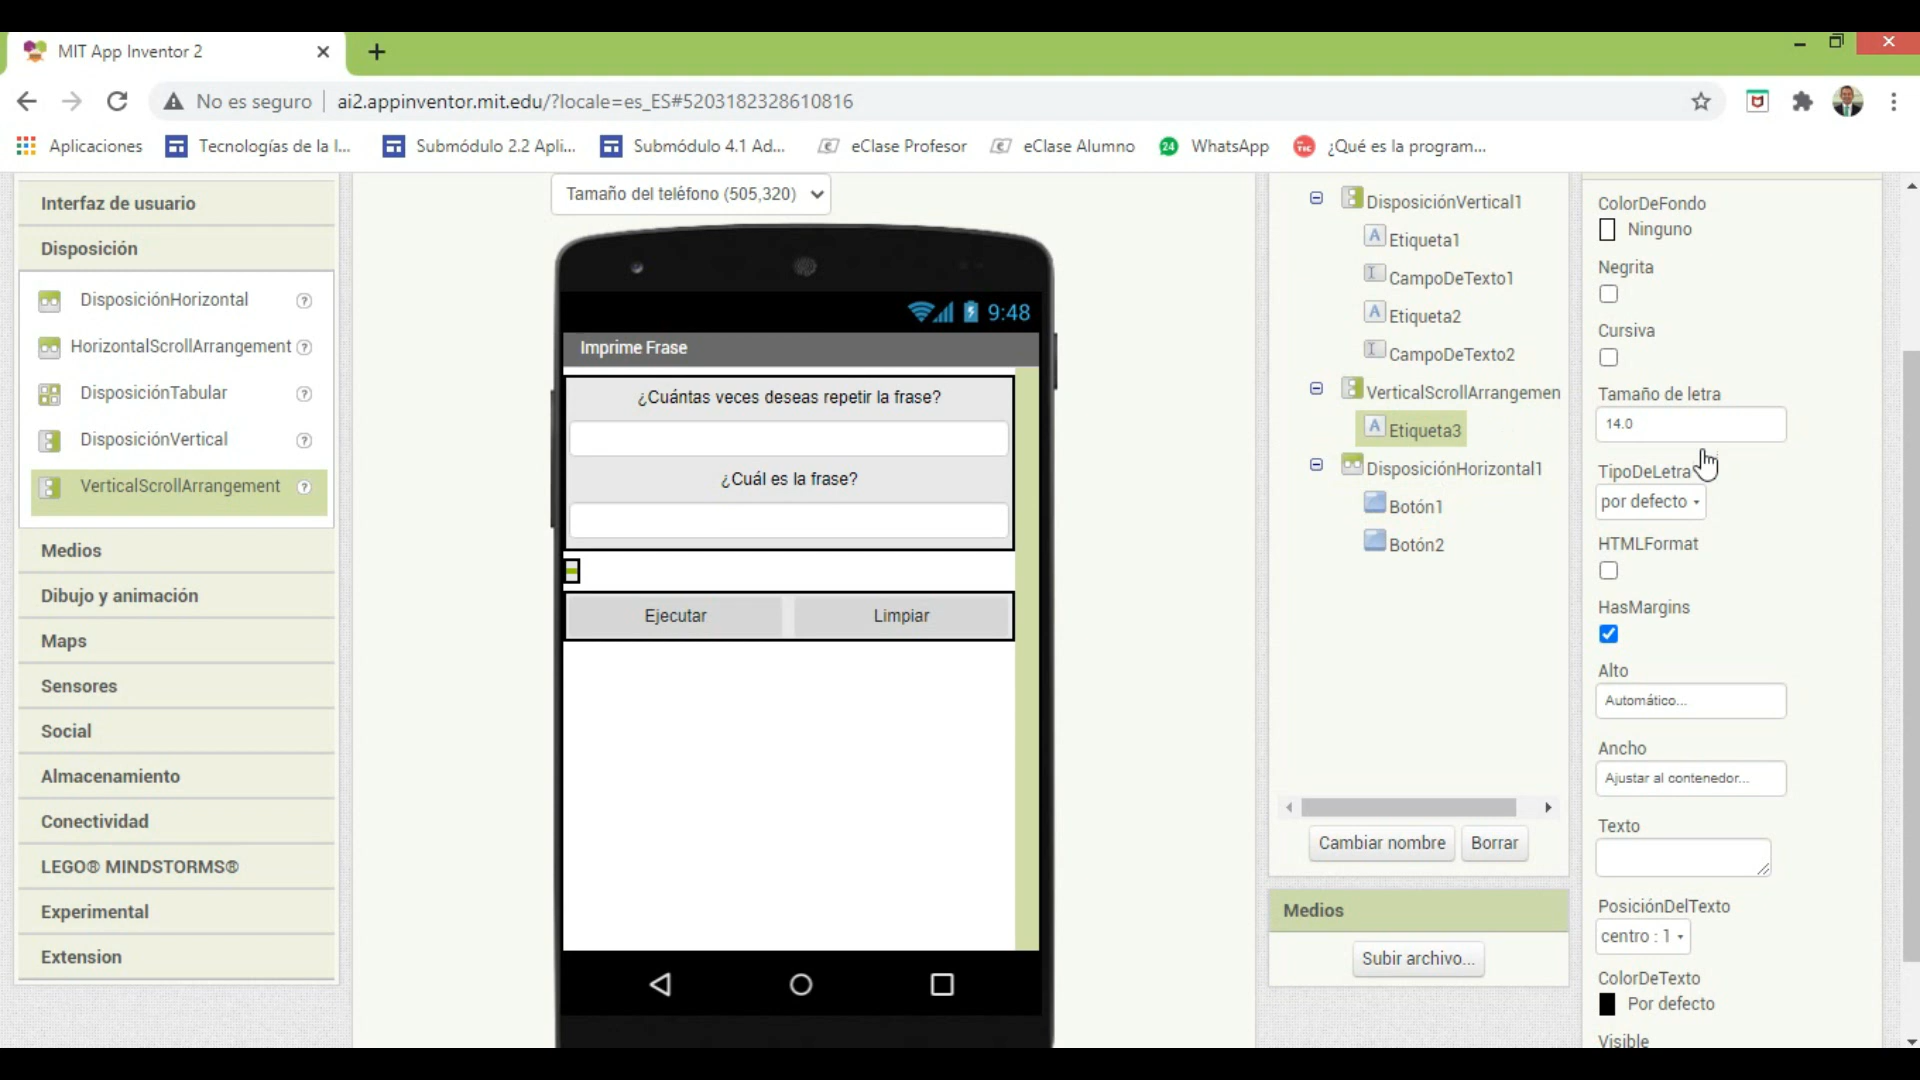 MIT App Inventor 2
No es seguro
ai2.appinventor.mit.edu/?locale=es_ES#5203182328610816
Aplicaciones
Tecnologías de la I...
Submódulo 2.2 Apli...
Submódulo 4.1 Ad...
eClase Profesor
eClase Alumno
24
WhatsApp
TIC
¿Qué es la program...
Interfaz de usuario
Disposición
DisposiciónHorizontal
HorizontalScrollArrangement
DisposiciónTabular
DisposiciónVertical
VerticalScrollArrangement
Medios
Dibujo y animación
Maps
Sensores
Social
Almacenamiento
Conectividad
LEGO® MINDSTORMS®
Experimental
Extension
Tamaño del teléfono (505,320)
9:48
Imprime Frase
¿Cuántas veces deseas repetir la frase?
¿Cuál es la frase?
Ejecutar
Limpiar
DisposiciónVertical1
Etiqueta1
CampoDeTexto1
Etiqueta2
CampoDeTexto2
VerticalScrollArrangemen
Etiqueta3
DisposiciónHorizontal1
Botón1
Botón2
Cambiar nombre
Borrar
Medios
Subir archivo...
ColorDeFondo
Ninguno
Negrita
Cursiva
Tamaño de letra
14.0
TipoDeLetra
por defecto
HTMLFormat
HasMargins
Alto
Automático...
Ancho
Ajustar al contenedor...
Texto
PosiciónDelTexto
centro : 1
ColorDeTexto
Por defecto
Visible